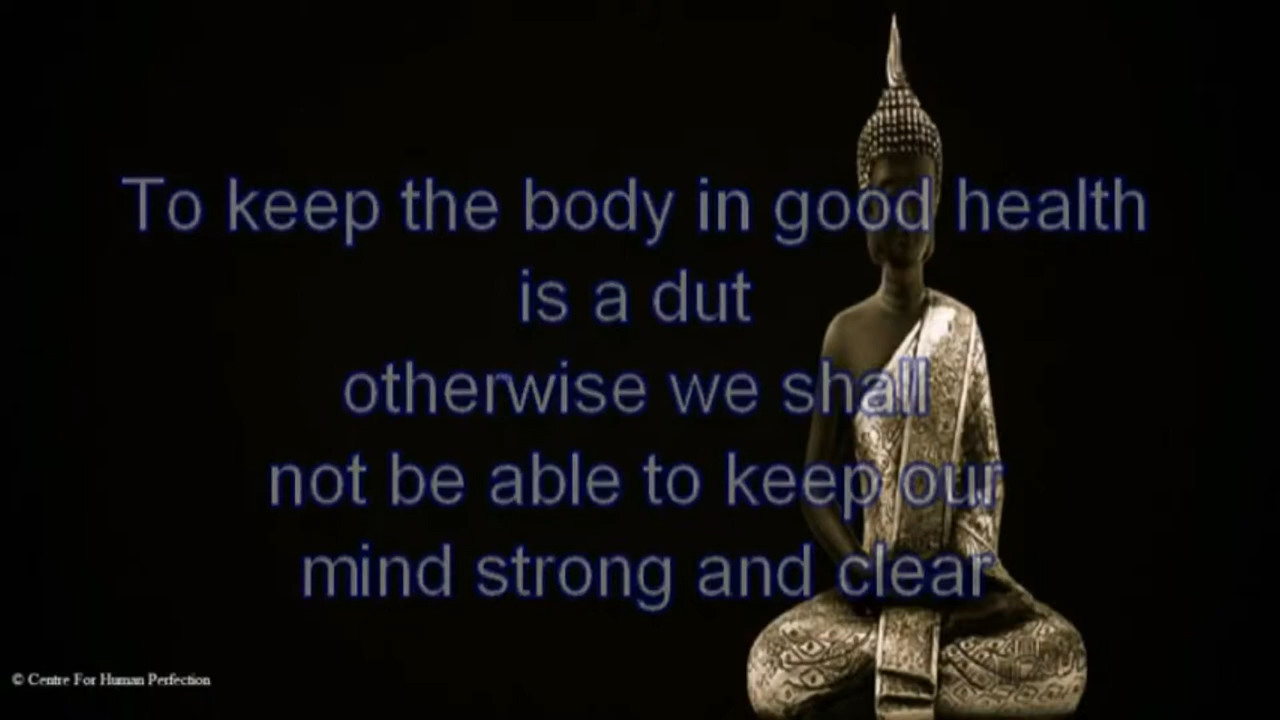 To keep the body in good health
is a dut
otherwise we shall
not be able to keep our
mind strong and clear
© Centre For Human Perfection